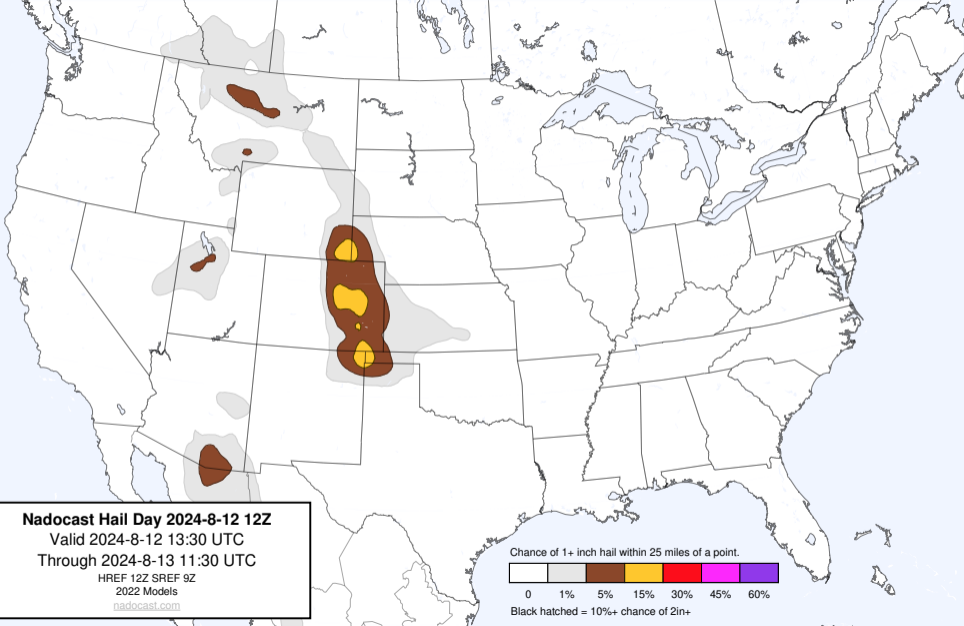 Nadocast Hail Day 2024-8-12 12Z
Valid 2024-8-12 13:30 UTC
Through 2024-8-13 11:30 UTC
HREF 12Z SREF 9Z
2022 Models
nadocast.com
Chance of 1+ inch hail within 25 miles of a point.
0 1% 5% 15% 30% 45% 60%
Black hatched = 10%+ chance of 2in+